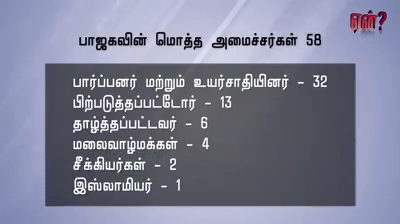 ஏன்?
பாஜகவின் மொத்த அமைச்சர்கள் 58
பார்ப்பனர் மற்றும் உயர்சாதியினர் - 32
பிற்படுத்தப்பட்டோர் - 13
தாழ்த்தப்பட்டவர் - 6
மலைவாழ்மக்கள் - 4
சீக்கியர்கள் - 2
இஸ்லாமியர் - 1